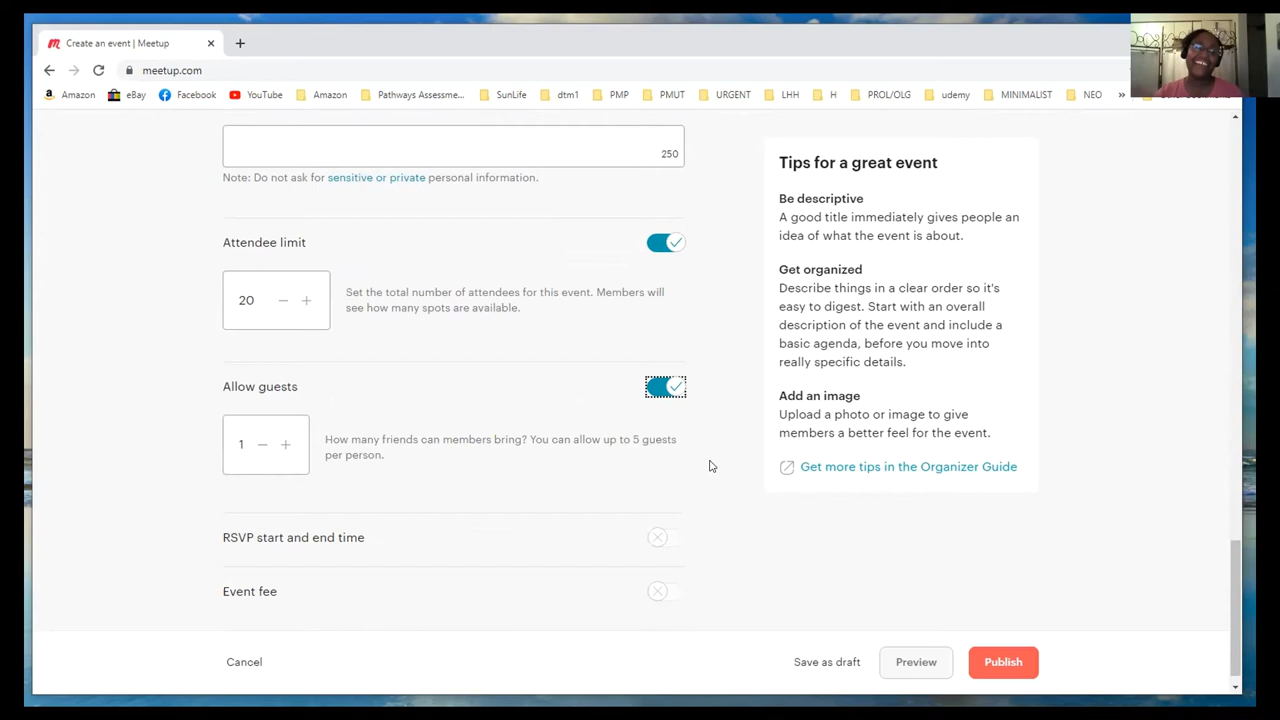 Create an event | Meetup
meetup.com
Amazon eBay Facebook YouTube Amazon Pathways Assessme... SunLife dtm1 PMP PMUT URGENT LHH H PROL/OLG udemy MINIMALIST NEO »
250
Note: Do not ask for sensitive or private personal information.
Attendee limit
20
Set the total number of attendees for this event. Members will
see how many spots are available.
Allow guests
1
How many friends can members bring? You can allow up to 5 guests
per person.
RSVP start and end time
Event fee
Tips for a great event
Be descriptive
A good title immediately gives people an
idea of what the event is about.
Get organized
Describe things in a clear order so it's
easy to digest. Start with an overall
description of the event and include a
basic agenda, before you move into
really specific details.
Add an image
Upload a photo or image to give
members a better feel for the event.
Get more tips in the Organizer Guide
Cancel
Save as draft
Preview
Publish